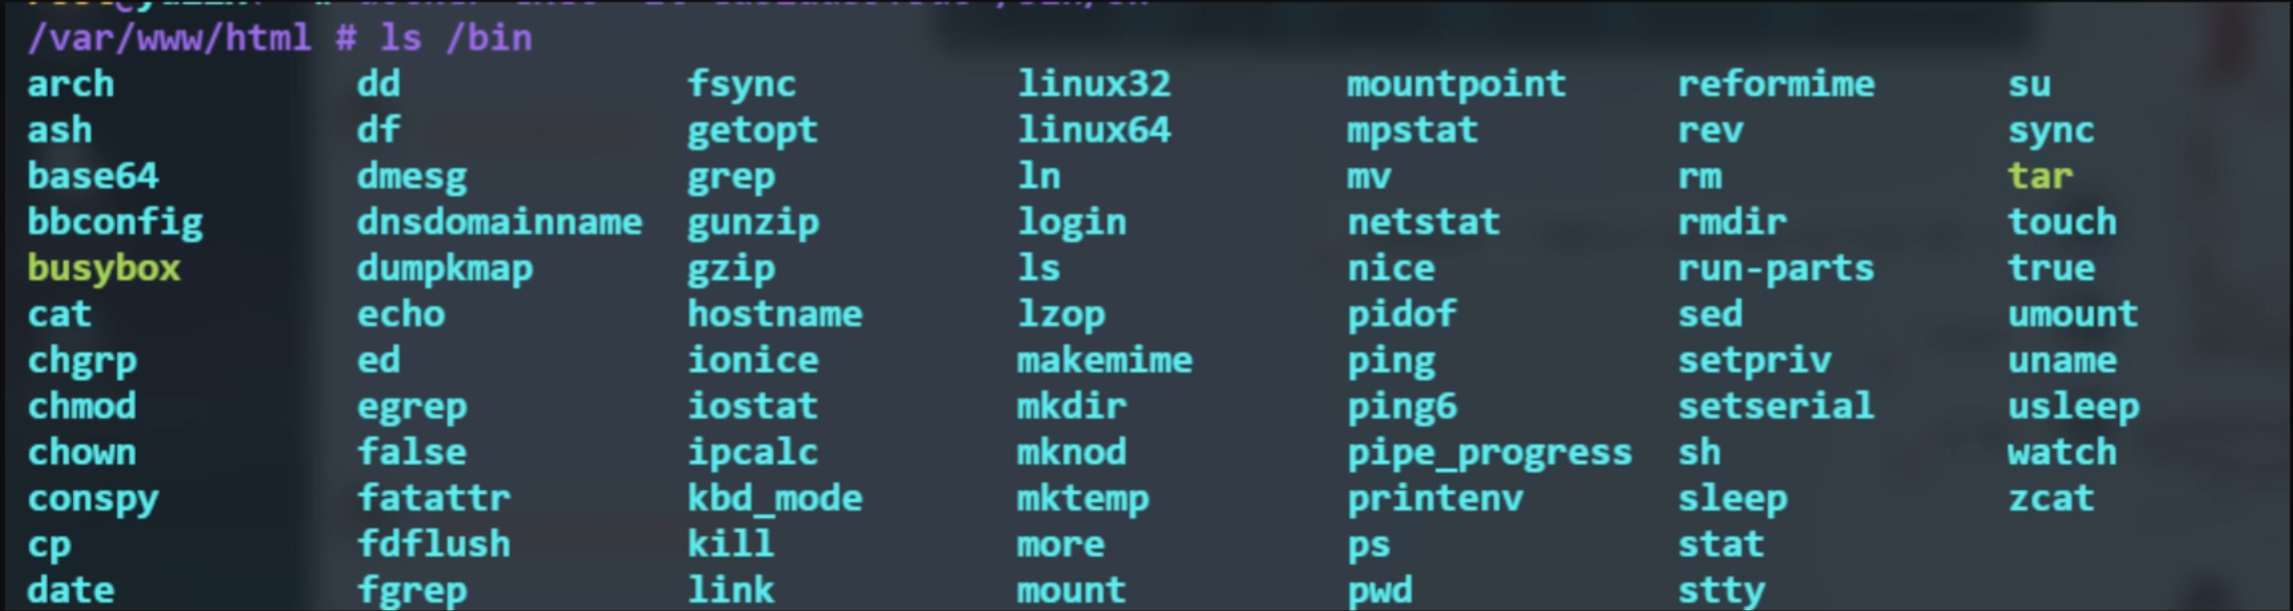 /var/www/html # ls /bin
arch dd fsync linux32 mountpoint reformime su
ash df getopt linux64 mpstat rev sync
base64 dmesg grep ln mv rm tar
bbconfig dnsdomainname gunzip login netstat rmdir touch
busybox dumpkmap gzip ls nice run-parts true
cat echo hostname lzop pidof sed umount
chgrp ed ionice makemime ping setpriv uname
chmod egrep iostat mkdir ping6 setserial usleep
chown false ipcalc mknod pipe_progress sh watch
conspy fatattr kbd_mode mktemp printenv sleep zcat
cp fdflush kill more ps stat
date fgrep link mount pwd stty